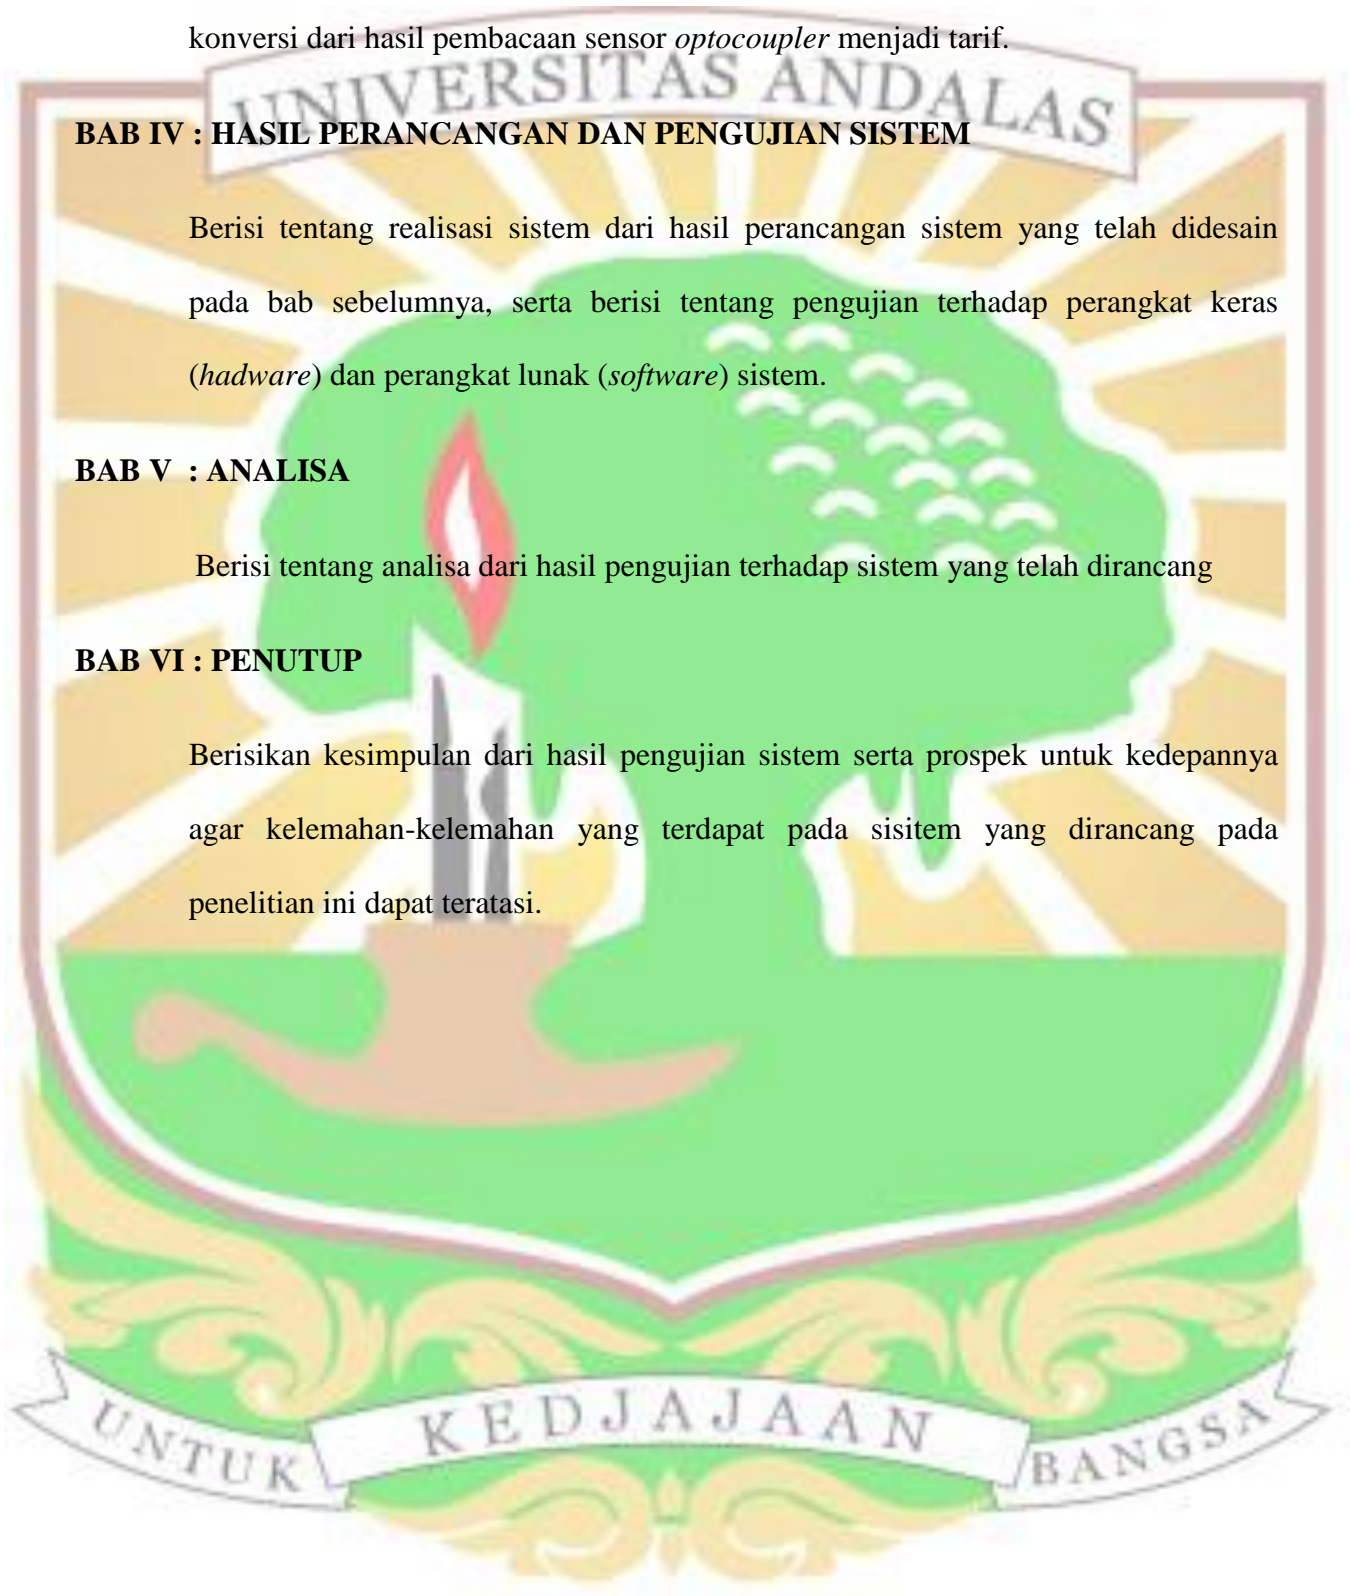 konversi dari hasil pembacaan sensor optocoupler menjadi tarif.
UNIVERSITAS ANDALAS
BAB IV : HASIL PERANCANGAN DAN PENGUJIAN SISTEM
Berisi tentang realisasi sistem dari hasil perancangan sistem yang telah didesain
pada bab sebelumnya, serta berisi tentang pengujian terhadap perangkat keras
(hadware) dan perangkat lunak (software) sistem.
BAB V : ANALISA
Berisi tentang analisa dari hasil pengujian terhadap sistem yang telah dirancang
BAB VI : PENUTUP
Berisikan kesimpulan dari hasil pengujian sistem serta prospek untuk kedepannya
agar kelemahan-kelemahan yang terdapat pada sisitem yang dirancang pada
penelitian ini dapat teratasi.
UNTUK KEDJAJAAN BANGSA